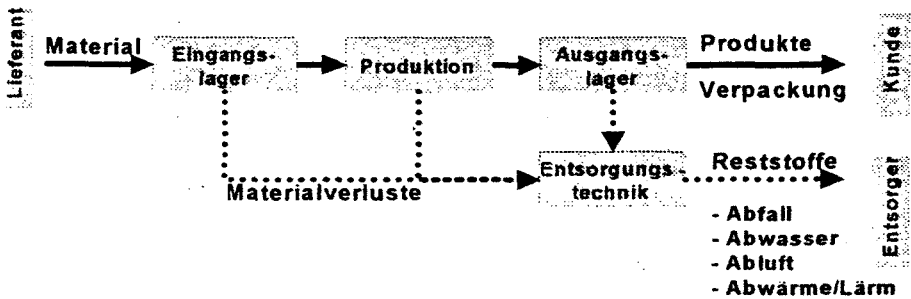 Lieferant
Material
Eingangs-
lager
Produktion
Ausgangs-
lager
Produkte
Verpackung
Kunde
Materialverluste
Entsorgungs-
technik
Reststoffe
- Abfall
- Abwasser
- Abluft
- Abwärme/Lärm
Entsorger